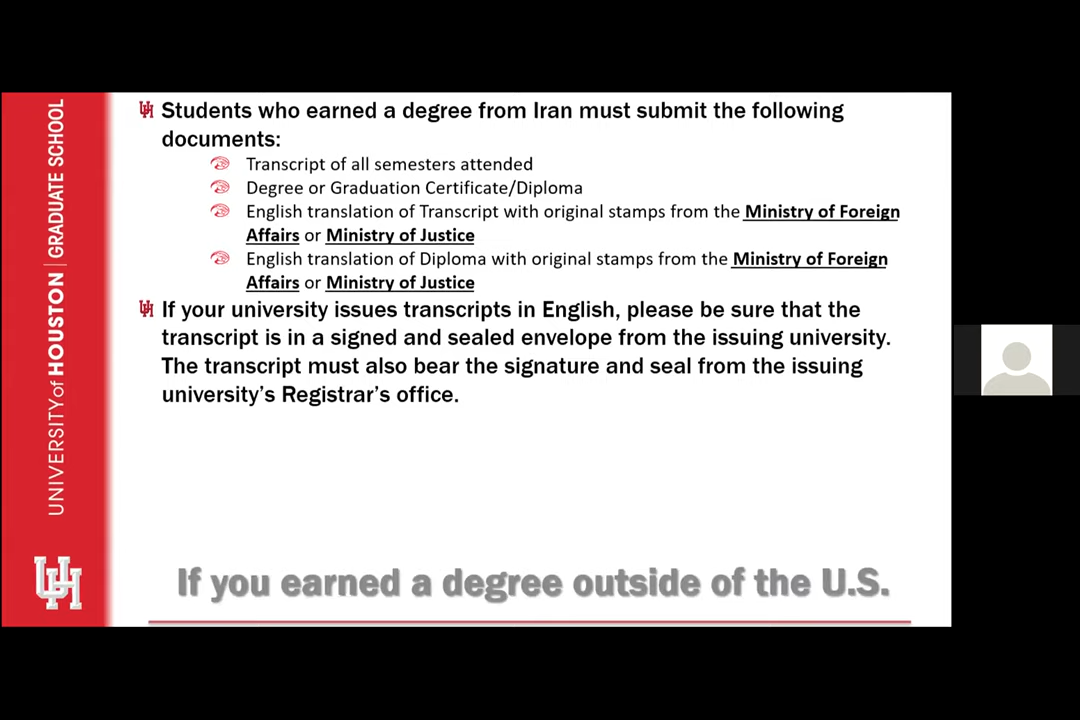 UNIVERSITY of HOUSTON | GRADUATE SCHOOL
UH
Students who earned a degree from Iran must submit the following
documents:
Transcript of all semesters attended
Degree or Graduation Certificate/Diploma
English translation of Transcript with original stamps from the Ministry of Foreign
Affairs or Ministry of Justice
English translation of Diploma with original stamps from the Ministry of Foreign
Affairs or Ministry of Justice
If your university issues transcripts in English, please be sure that the
transcript is in a signed and sealed envelope from the issuing university.
The transcript must also bear the signature and seal from the issuing
university's Registrar's office.
If you earned a degree outside of the U.S.